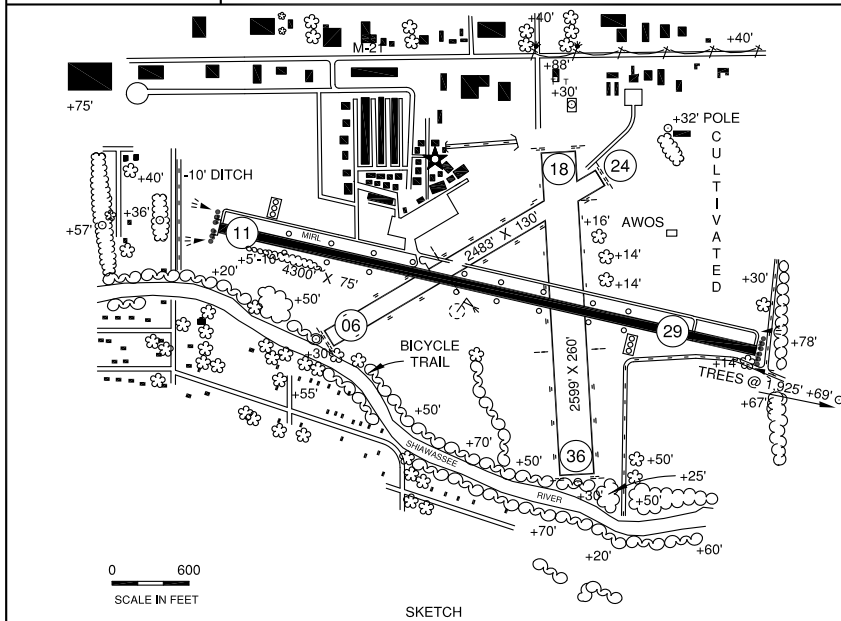 +40'
+40'
M-21
+88'
T
+30'
+75'
+32' POLE
CULTIVATED
18
24
-10' DITCH
+40'
+36'
+57'
11
MIRL
2483' X 130'
+16'
AWOS
+14'
+14'
+5'-10'
4300' X 75'
+20'
+50'
+30'
06
29
+30'
+78'
+14'
TREES @ 1,925' +69'
+67'
+30'
BICYCLE
TRAIL
2599' X 260'
+55'
+50'
+70'
SHIAWASSEE
RIVER
+50'
36
+50'
+25'
+30'
+50'
+70'
+20'
+60'
0 600
SCALE IN FEET
SKETCH